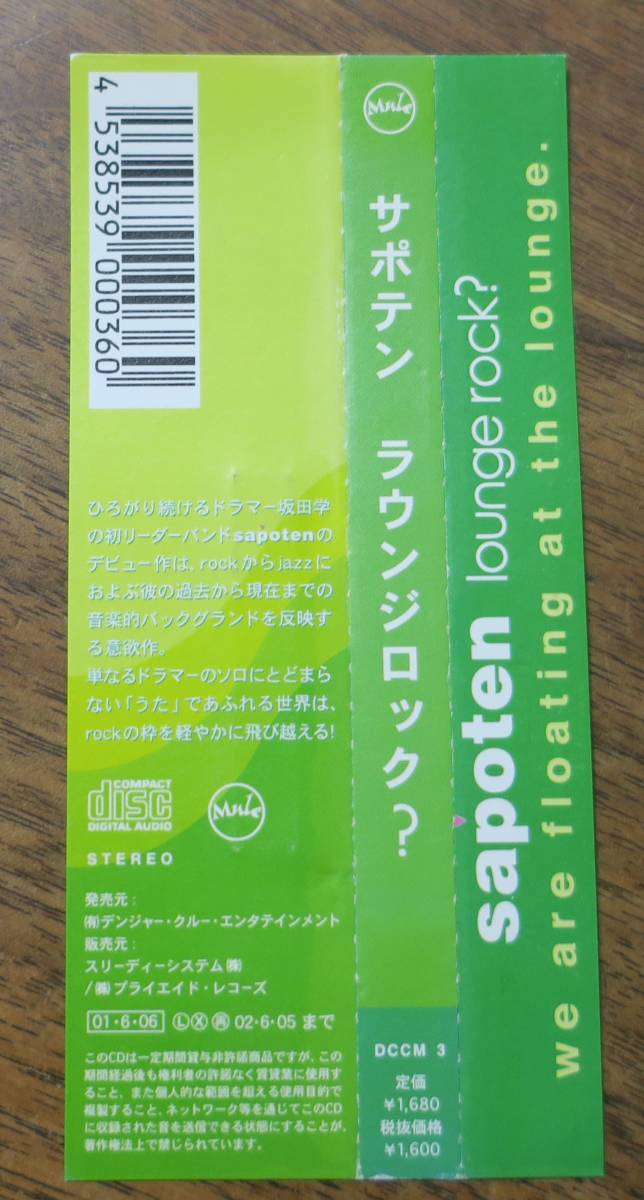 4 538539 000360
ひろがり続けるドラマー坂田学
の初リーダーバンドsapotenの
デビュー作は、rockからjazzに
およぶ彼の過去から現在までの
音楽的バックグランドを反映す
る意欲作。
単なるドラマーのソロにとどまら
ない「うた」であふれる世界は、
rockの枠を軽やかに飛び越える!
COMPACT
disc
DIGITAL AUDIO
Mule
STEREO
発売元:
㈲デンジャー・クルー・エンタテインメント
販売元:
スリーディーシステム㈱
/㈱ブライエイド・レコーズ
01・6・06 Ⓛ Ⓧ ㊢ 02・6・05 まで
このCDは一定期間貸与非許諾商品ですが、この
期間経過後も権利者の許諾なく賃貸業に使用す
ること、また個人的な範囲を超える使用目的で
複製すること、ネットワーク等を通じてこのCD
に収録された音を送信できる状態にすることが、
著作権法上で禁じられています。
Mule
サポテン ラウンジロック?
DCCM 3
定価
¥1,680
税抜価格
¥1,600
sapoten lounge rock?
we are floating at the lounge.